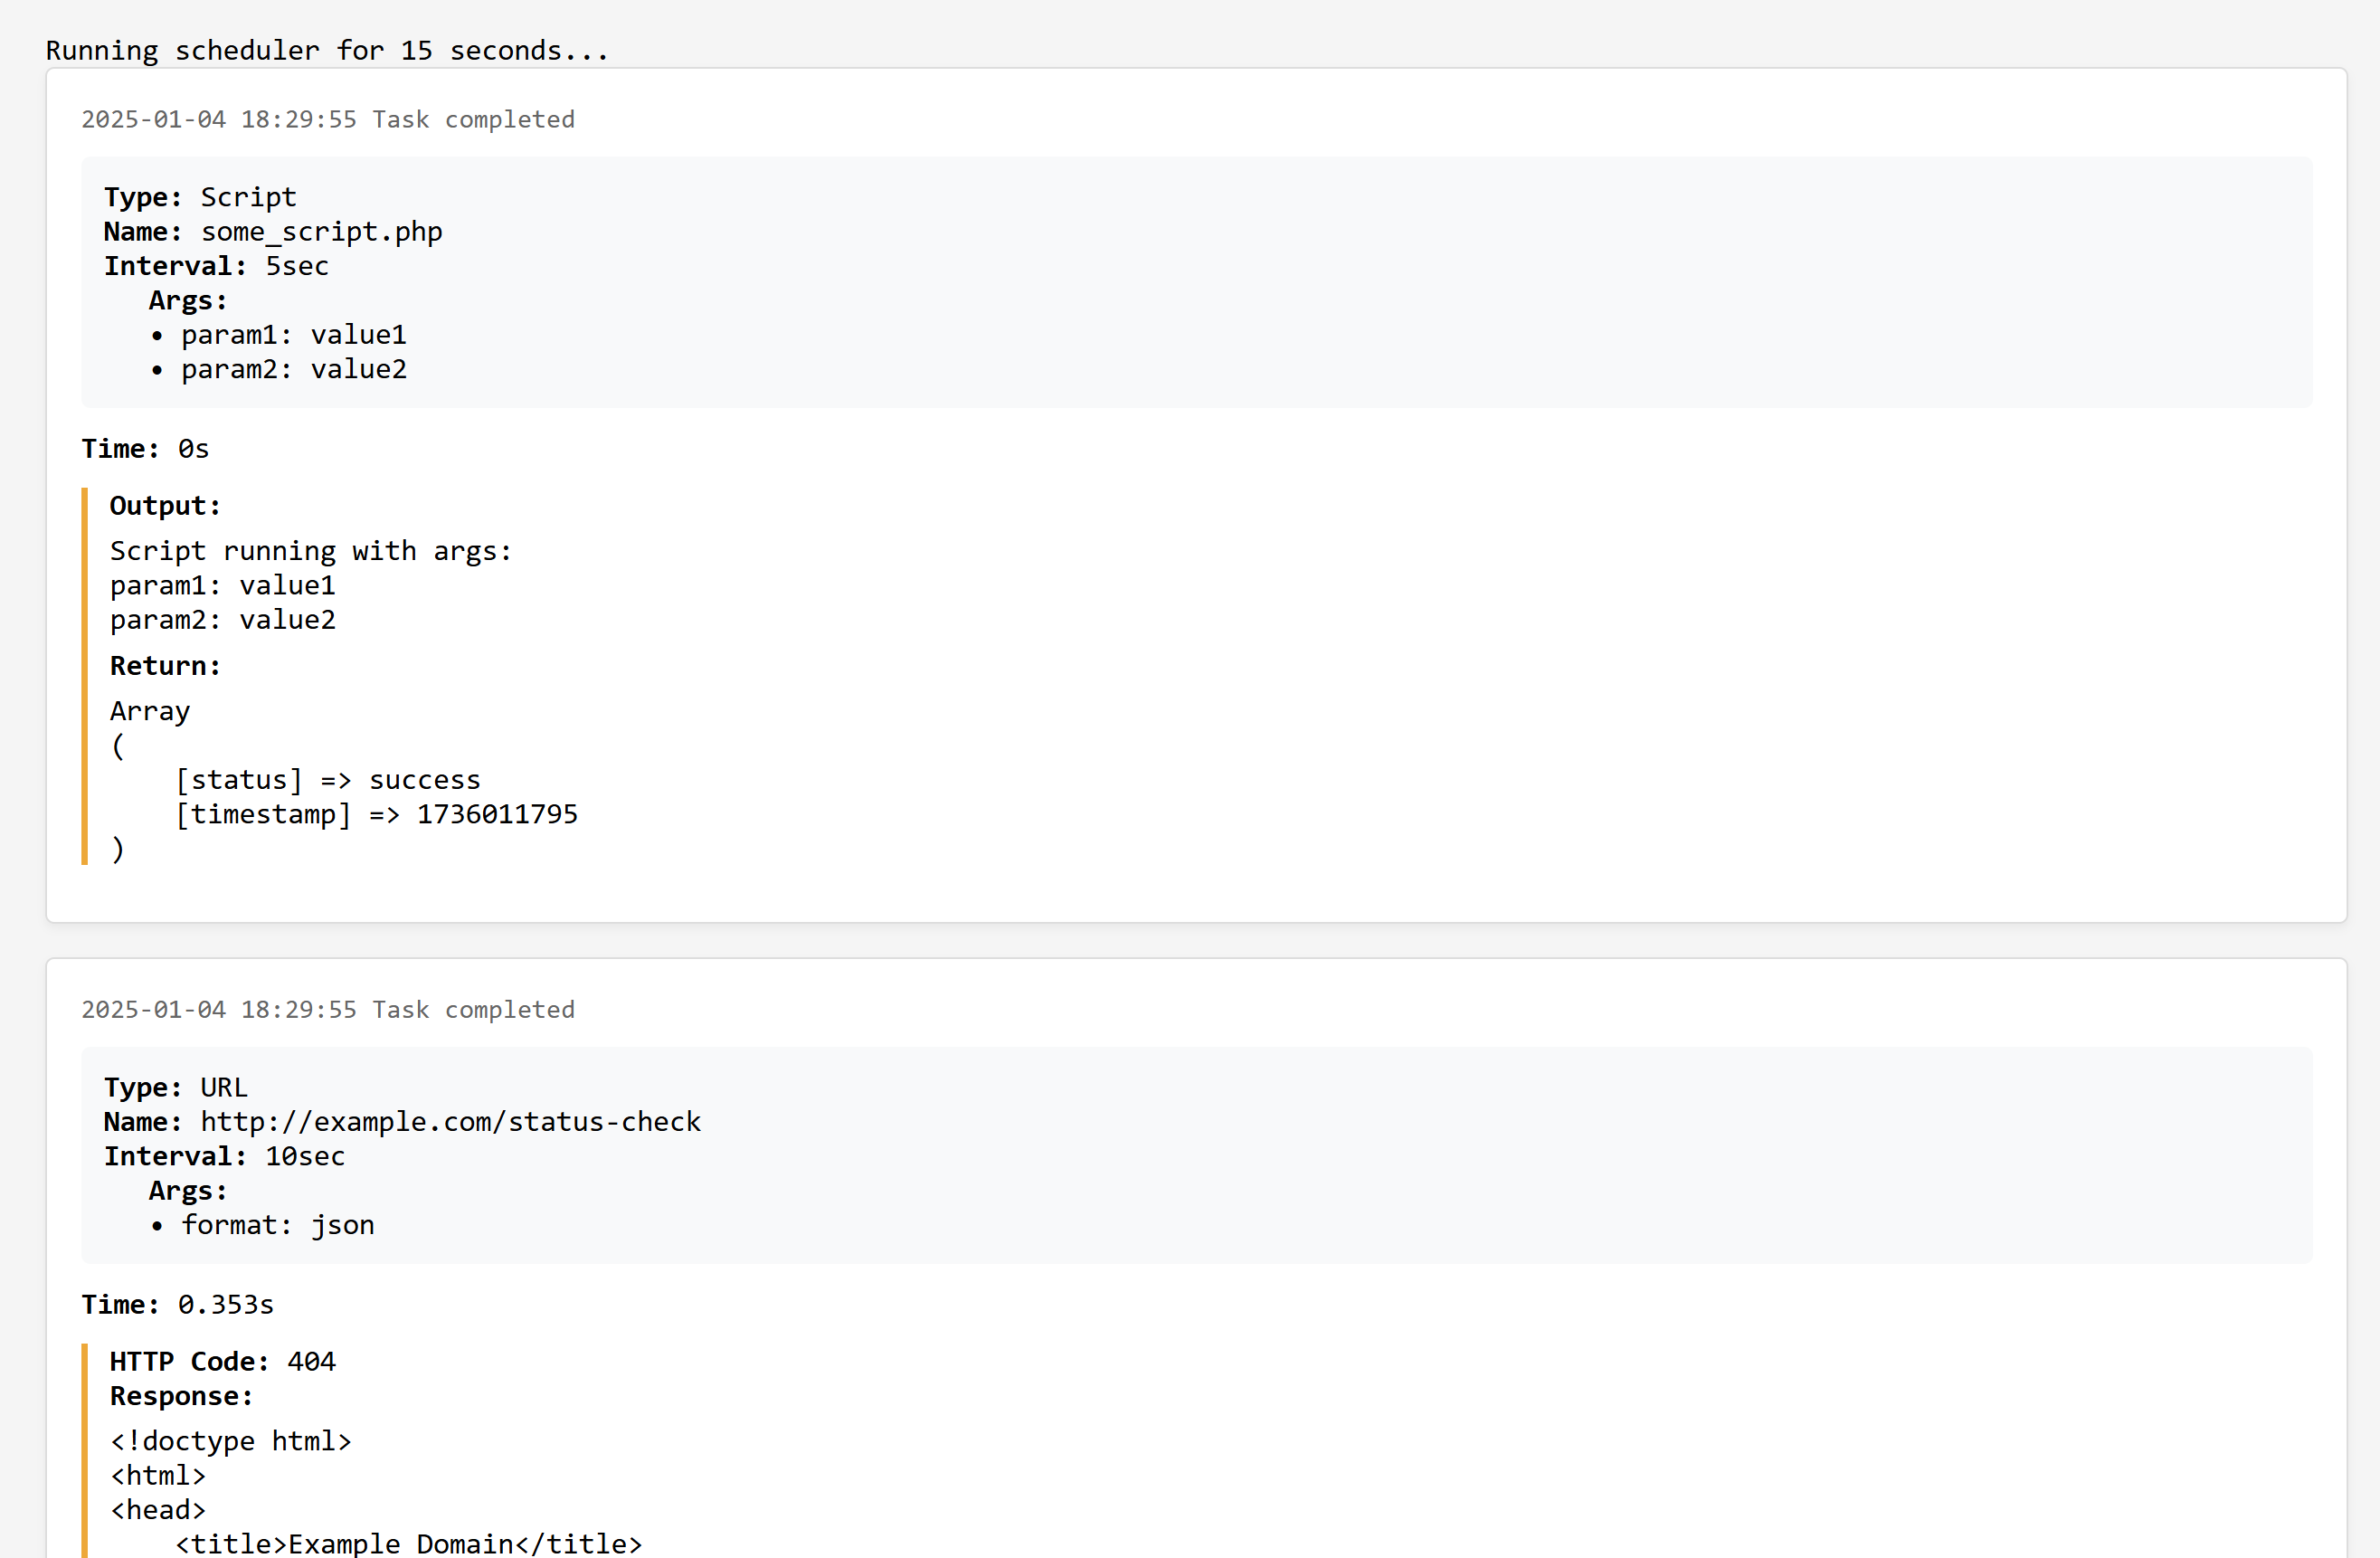 Running scheduler for 15 seconds...
2025-01-04 18:29:55 Task completed
Type: Script
Name: some_script.php
Interval: 5sec
Args:
• param1: value1
• param2: value2
Time: 0s
Output:
Script running with args:
param1: value1
param2: value2
Return:
Array
(
    [status] => success
    [timestamp] => 1736011795
)
2025-01-04 18:29:55 Task completed
Type: URL
Name: http://example.com/status-check
Interval: 10sec
Args:
• format: json
Time: 0.353s
HTTP Code: 404
Response:
<!doctype html>
<html>
<head>
    <title>Example Domain</title>